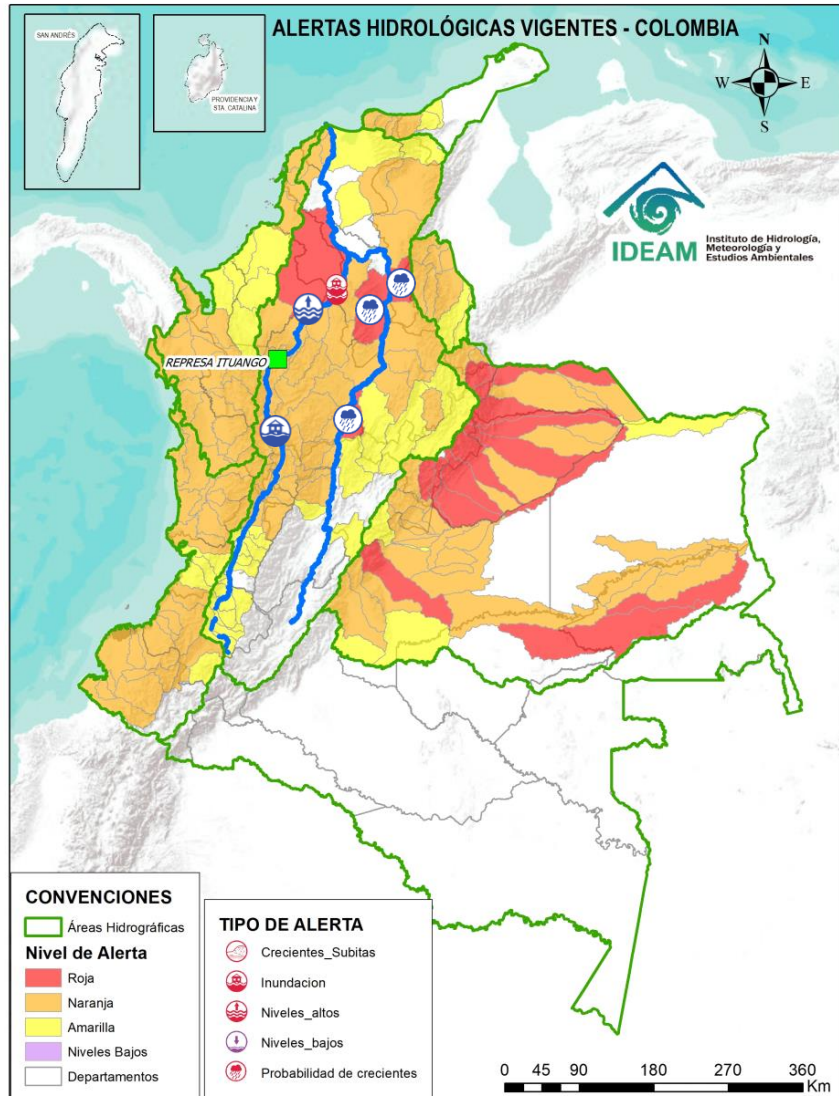 ALERTAS HIDROLÓGICAS VIGENTES - COLOMBIA
SAN ANDRÉS
PROVIDENCIA Y
STA. CATALINA
N
W
E
S
IDEAM
Instituto de Hidrología,
Meteorología y
Estudios Ambientales
REPRESA ITUANGO
CONVENCIONES
Áreas Hidrográficas
Nivel de Alerta
Roja
Naranja
Amarilla
Niveles Bajos
Departamentos
TIPO DE ALERTA
Crecientes_Subitas
Inundacion
Niveles_altos
Niveles_bajos
Probabilidad de crecientes
0 45 90 180 270 360
Km